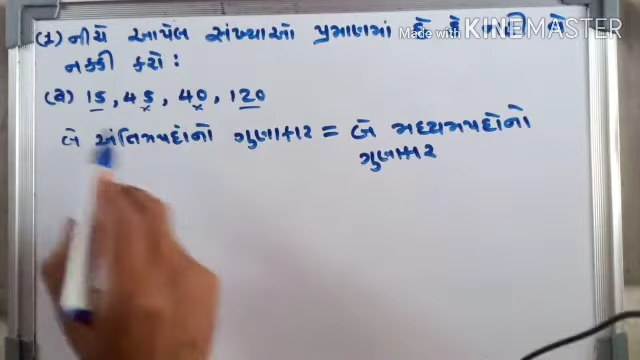 Made with KINEMASTER
(1) નીચે આપેલ સંખ્યાઓ પ્રમાણમાં છે કે નહી તે
નક્કી કરો :
(a) 15, 45, 40, 120
બે અંતિમપદોનો ગુણાકાર = બે મધ્યમપદોનો
ગુણાકાર